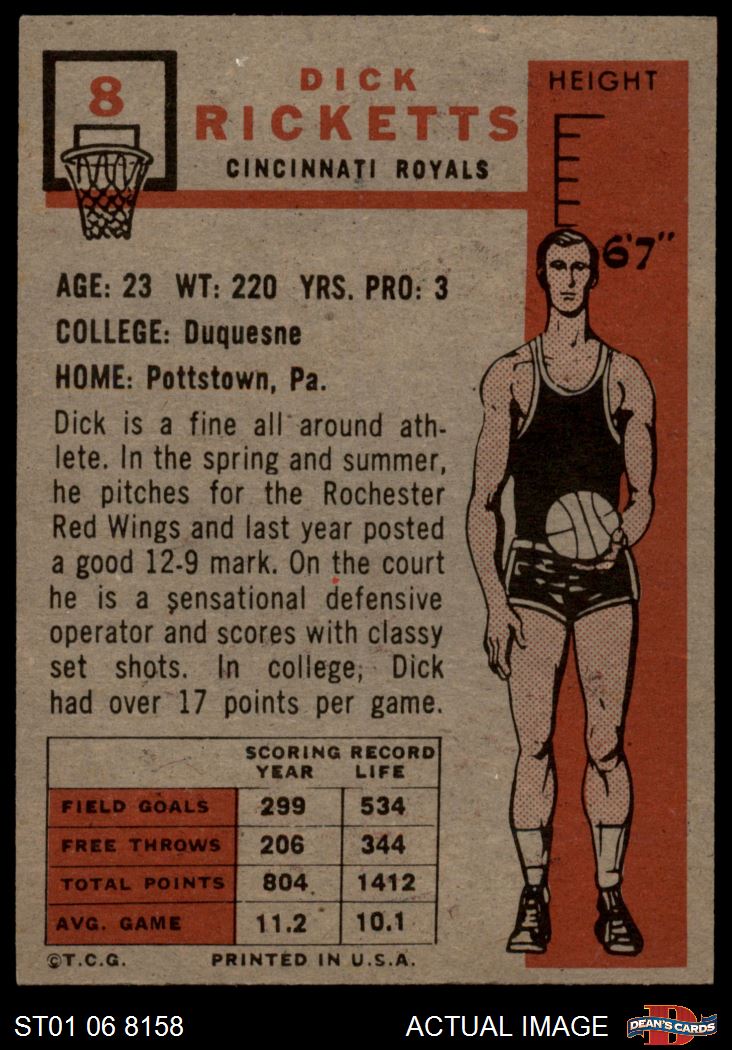 8
DICK
RICKETTS
CINCINNATI ROYALS
HEIGHT
6'7"
AGE: 23 WT: 220 YRS. PRO: 3
COLLEGE: Duquesne
HOME: Pottstown, Pa.
Dick is a fine all around ath-
lete. In the spring and summer,
he pitches for the Rochester
Red Wings and last year posted
a good 12-9 mark. On the court
he is a sensational defensive
operator and scores with classy
set shots. In college, Dick
had over 17 points per game.
SCORING RECORD
YEAR LIFE
FIELD GOALS 299 534
FREE THROWS 206 344
TOTAL POINTS 804 1412
AVG. GAME 11.2 10.1
©T.C.G. PRINTED IN U.S.A.
ST01 06 8158 ACTUAL IMAGE DEAN'S CARDS